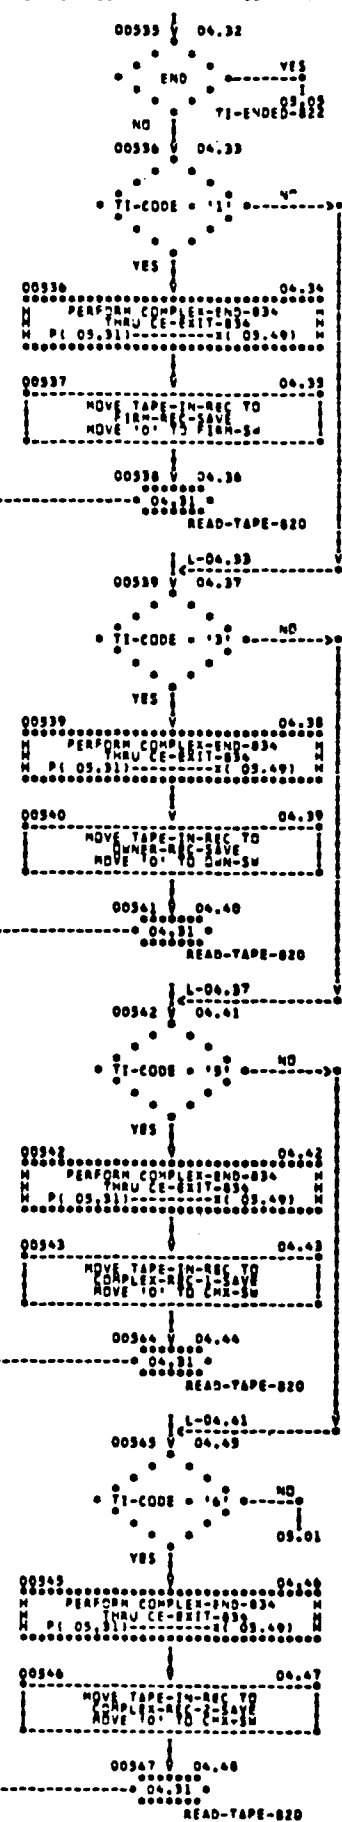 00535 V 04.32
END
YES
05.05
TI-ENDED-822
NO
00536 V 04.33
TI-CODE = '1'
NO
YES
00536 04.34
PERFORM COMPLEX-END-834
THRU CE-EXIT-834
P( 05.31)---------X( 05.49)
00537 04.35
MOVE TAPE-IN-REC TO
FIRM-REC-SAVE
MOVE '0' TO FIRM-SW
00538 V 04.36
04.31
READ-TAPE-820
L-04.33
00539 V 04.37
TI-CODE = '3'
NO
YES
00539 04.38
PERFORM COMPLEX-END-834
THRU CE-EXIT-834
P( 05.31)---------X( 05.49)
00540 04.39
MOVE TAPE-IN-REC TO
OWNER-REC-SAVE
MOVE '0' TO OWN-SW
00541 V 04.40
04.31
READ-TAPE-820
L-04.37
00542 V 04.41
TI-CODE = '5'
NO
YES
00542 04.42
PERFORM COMPLEX-END-834
THRU CE-EXIT-834
P( 05.31)---------X( 05.49)
00543 04.43
MOVE TAPE-IN-REC TO
COMPLEX-REC-1-SAVE
MOVE '0' TO CMX-SW
00544 V 04.44
04.31
READ-TAPE-820
L-04.41
00545 V 04.45
TI-CODE = '6'
NO
05.01
YES
00545 04.46
PERFORM COMPLEX-END-834
THRU CE-EXIT-834
P( 05.31)---------X( 05.49)
00546 04.47
MOVE TAPE-IN-REC TO
COMPLEX-REC-2-SAVE
MOVE '0' TO CMX-SW
00547 V 04.48
04.31
READ-TAPE-820